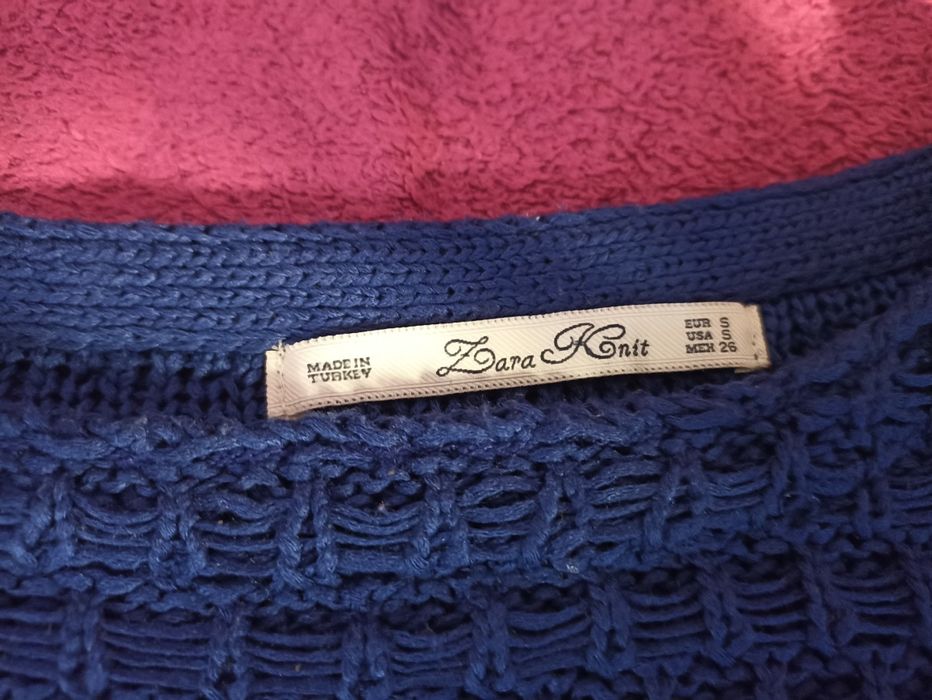 MADE IN
TURKEY
Zara Knit
EUR S
USA S
MEX 26